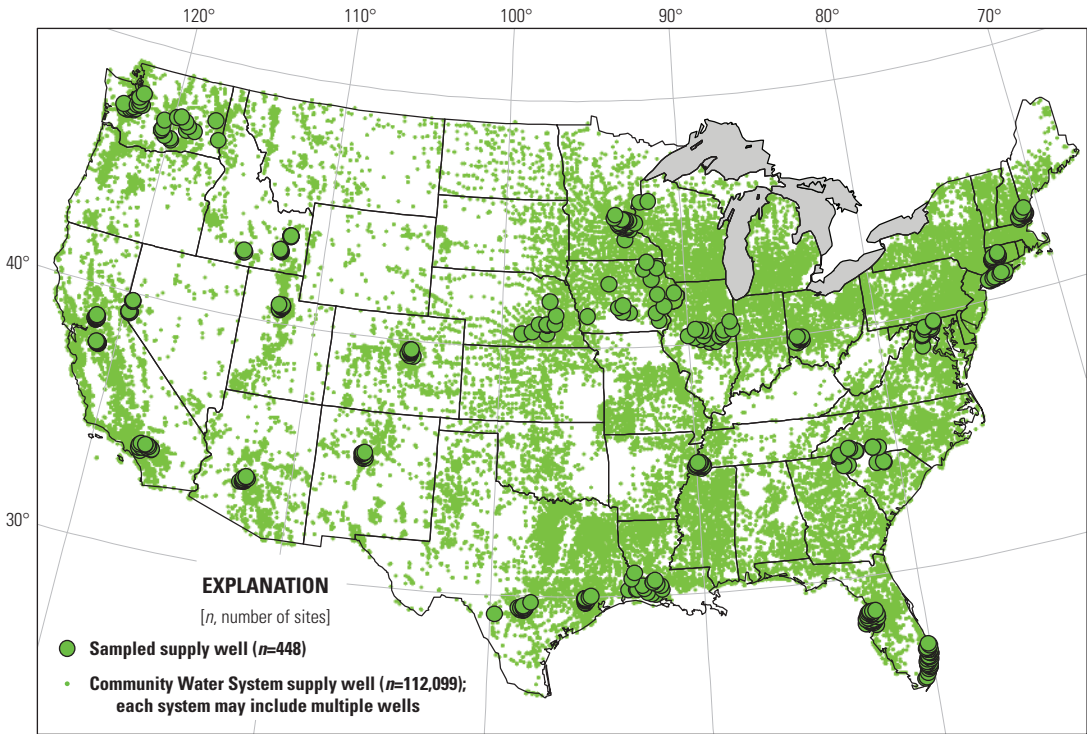 120° 110° 100° 90° 80° 70°
40°
30°
EXPLANATION
[n, number of sites]
Sampled supply well (n=448)
Community Water System supply well (n=112,099);
each system may include multiple wells